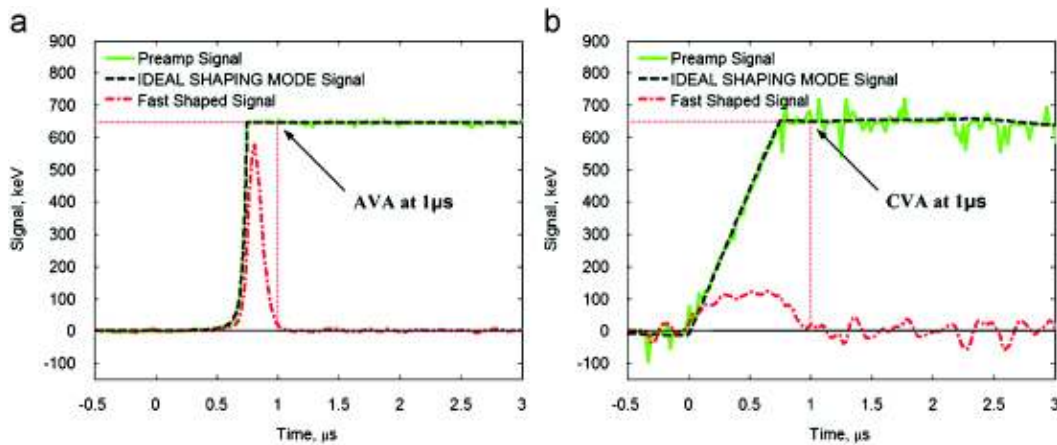 a
900
800
700
600
500
400
300
200
100
0
-100
Signal, keV
Preamp Signal
IDEAL SHAPING MODE Signal
Fast Shaped Signal
AVA at 1μs
-0.5 0 0.5 1 1.5 2 2.5 3
Time, μs
b
900
800
700
600
500
400
300
200
100
0
-100
Signal, keV
Preamp Signal
IDEAL SHAPING MODE Signal
Fast Shaped Signal
CVA at 1μs
-0.5 0 0.5 1 1.5 2 2.5 3
Time, μs